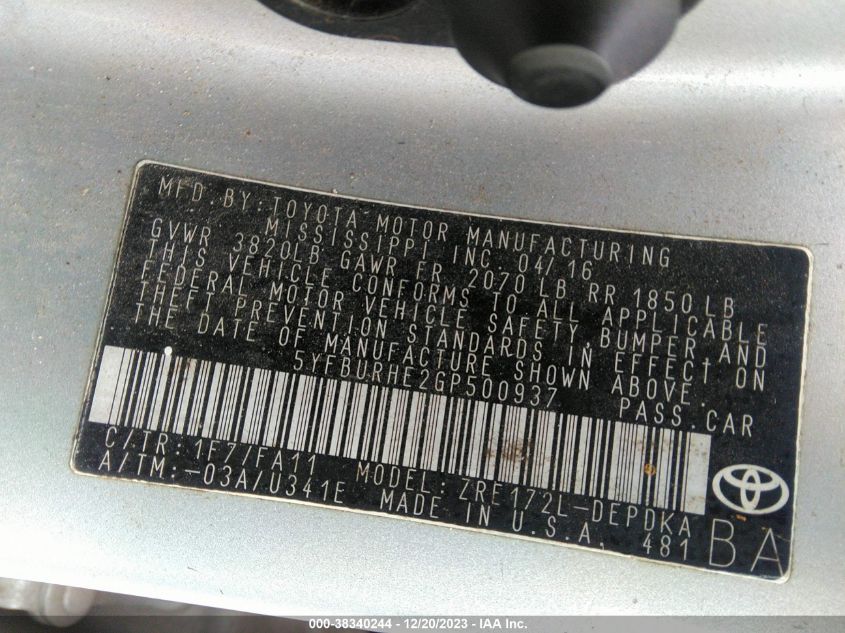 MFD. BY: TOYOTA MOTOR MANUFACTURING
MISSISSIPPI, INC. 04/16
GVWR 3820LB GAWR FR 2070 LB RR 1850 LB
THIS VEHICLE CONFORMS TO ALL APPLICABLE
FEDERAL MOTOR VEHICLE SAFETY, BUMPER AND
THEFT PREVENTION STANDARDS IN EFFECT ON
THE DATE OF MANUFACTURE SHOWN ABOVE.
5YFBURHE2GP500937 PASS. CAR
C/TR: 1F7/FA11 MODEL: ZRE172L-DEPDKA
A/TM: -03A/U341E MADE IN U.S.A. 481
BA
000-38340244 - 12/20/2023 - IAA Inc.